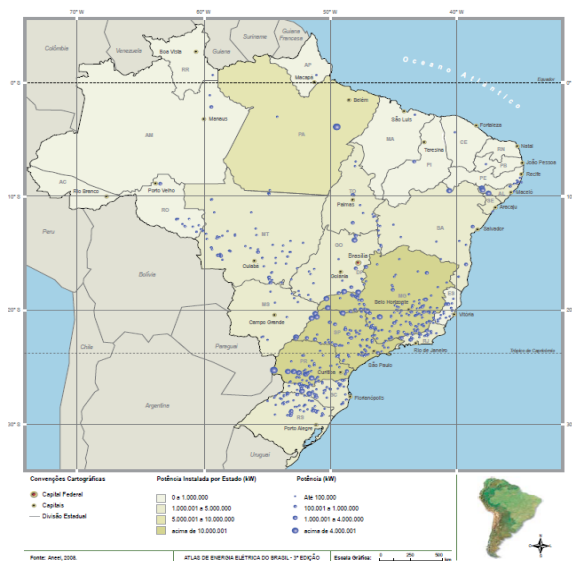 70° W
60° W
50° W
40° W
Colômbia
Venezuela
Guiana
Suriname
Guiana
Francesa
Oceano Atlântico
Boa Vista
RR
AP
Macapá
0° S
Equador
Belém
Manaus
São Luís
Fortaleza
AM
PA
MA
CE
Teresina
RN
Natal
PB
João Pessoa
PI
PE
Recife
AC
Rio Branco
Porto Velho
TO
Palmas
AL
Maceió
SE
Aracaju
10° S
RO
Peru
MT
BA
Salvador
Cuiabá
GO
Brasília
Goiânia
Bolívia
MG
Belo Horizonte
ES
Vitória
MS
Campo Grande
20° S
SP
RJ
Rio de Janeiro
São Paulo
Trópico de Capricórnio
Chile
Paraguai
PR
Curitiba
SC
Florianópolis
Argentina
RS
Porto Alegre
30° S
Uruguai
Convenções Cartográficas
Capital Federal
Capitais
Divisão Estadual
Potência Instalada por Estado (kW)
0 a 1.000.000
1.000.001 a 5.000.000
5.000.001 a 10.000.000
acima de 10.000.001
Potência (kW)
Até 100.000
100.001 a 1.000.000
1.000.001 a 4.000.000
acima de 4.000.001
Fonte: Aneel, 2008.
ATLAS DE ENERGIA ELÉTRICA DO BRASIL - 3ª EDIÇÃO
Escala Gráfica:
0
250
500
km